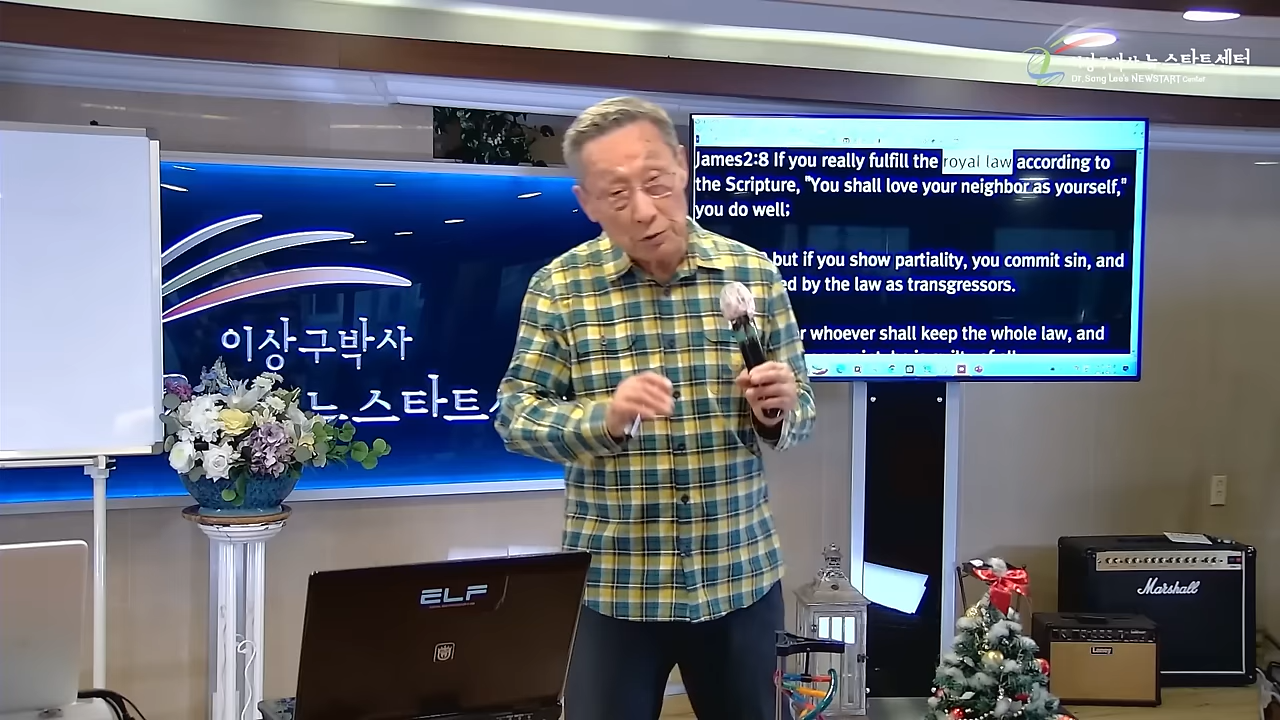 뉴스타트센터
Dr. Sang Lee's NEWSTART Center
James2:8 If you really fulfill the royal law according to
the Scripture, "You shall love your neighbor as yourself,"
you do well;
but if you show partiality, you commit sin, and
by the law as transgressors.
whoever shall keep the whole law, and
이상구박사
뉴스타트
ELF
Marshall
Laney